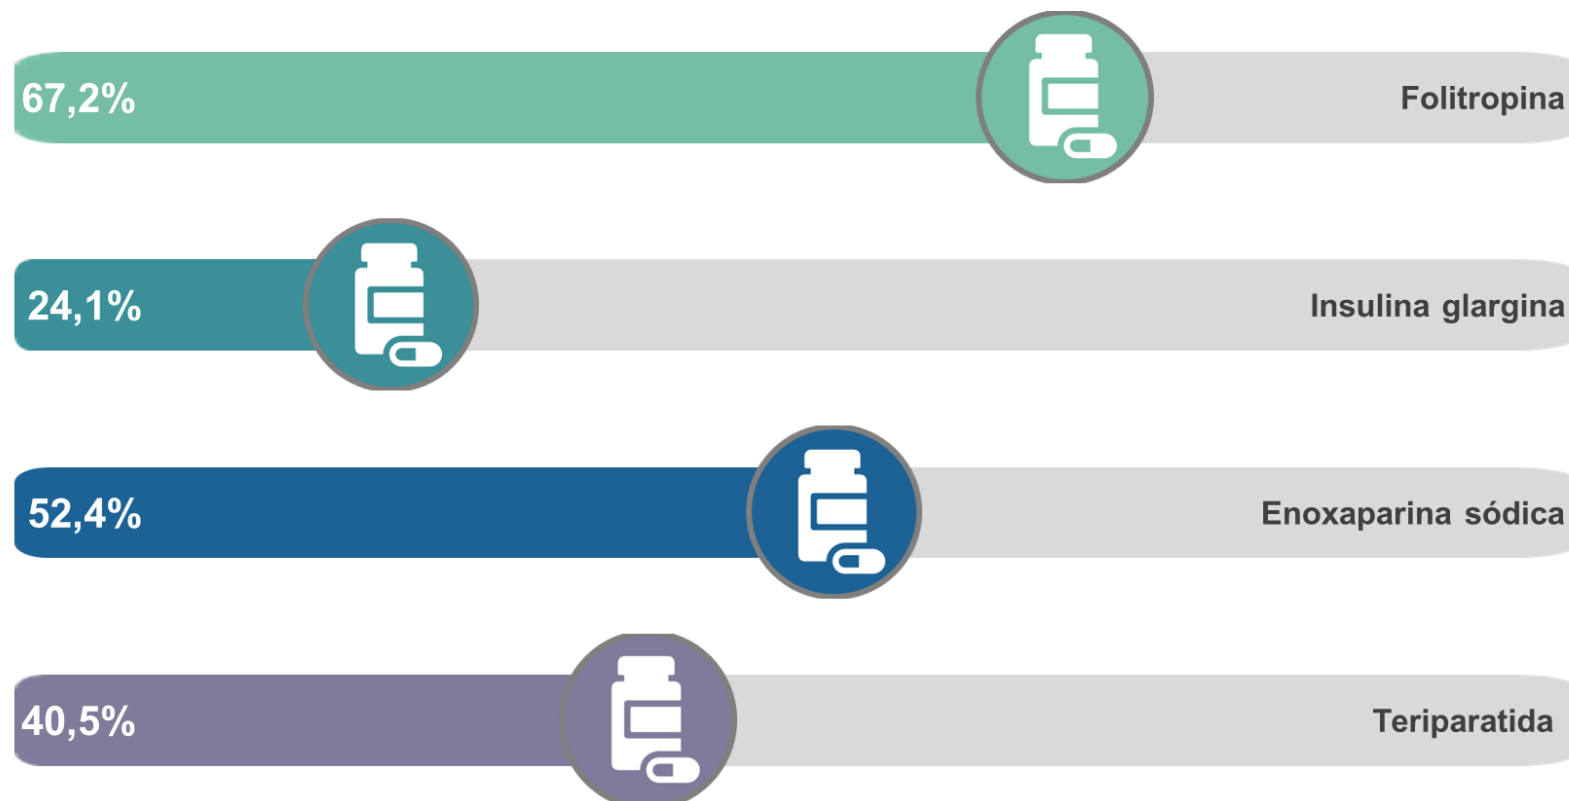 67,2%
Folitropina
24,1%
Insulina glargina
52,4%
Enoxaparina sódica
40,5%
Teriparatida